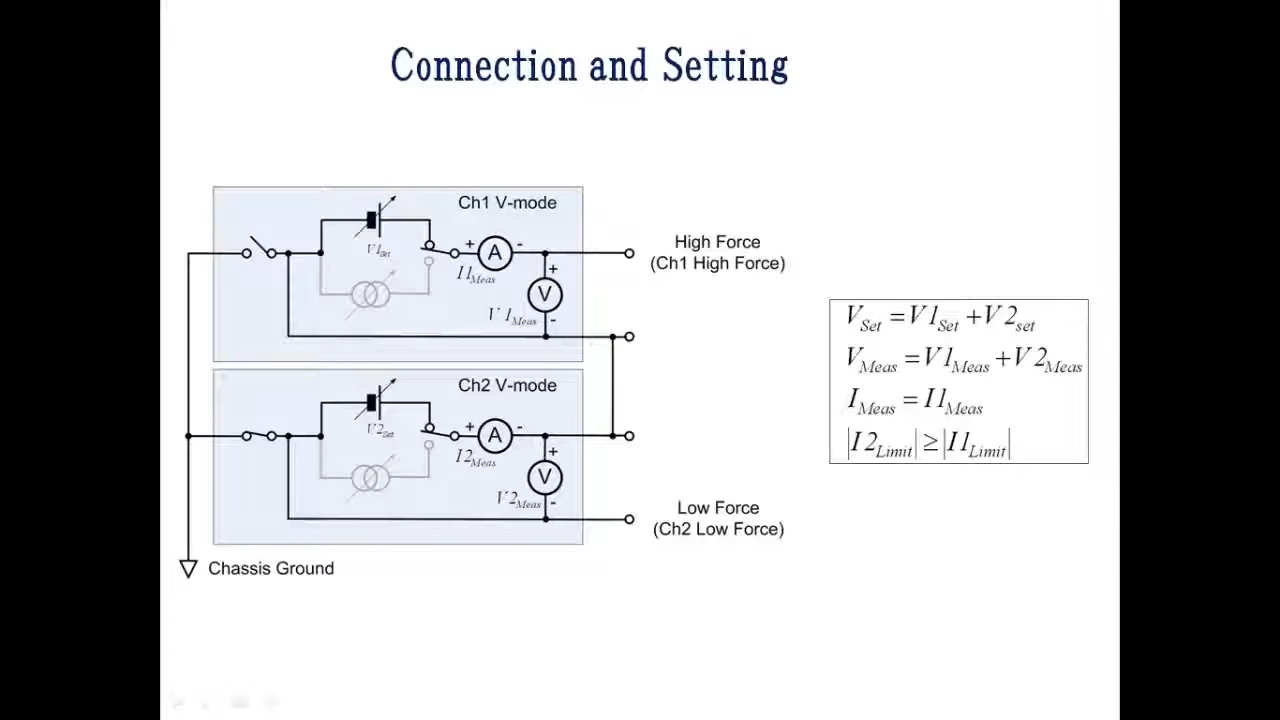 Connection and Setting
Ch1 V-mode
V1Set
+ A -
I1Meas
+
V
V1Meas
-
High Force
(Ch1 High Force)
Ch2 V-mode
V2Set
+ A -
I2Meas
+
V
V2Meas
-
Low Force
(Ch2 Low Force)
Chassis Ground
VSet = V1Set + V2set
VMeas = V1Meas + V2Meas
IMeas = I1Meas
|I2Limit| ≥ |I1Limit|